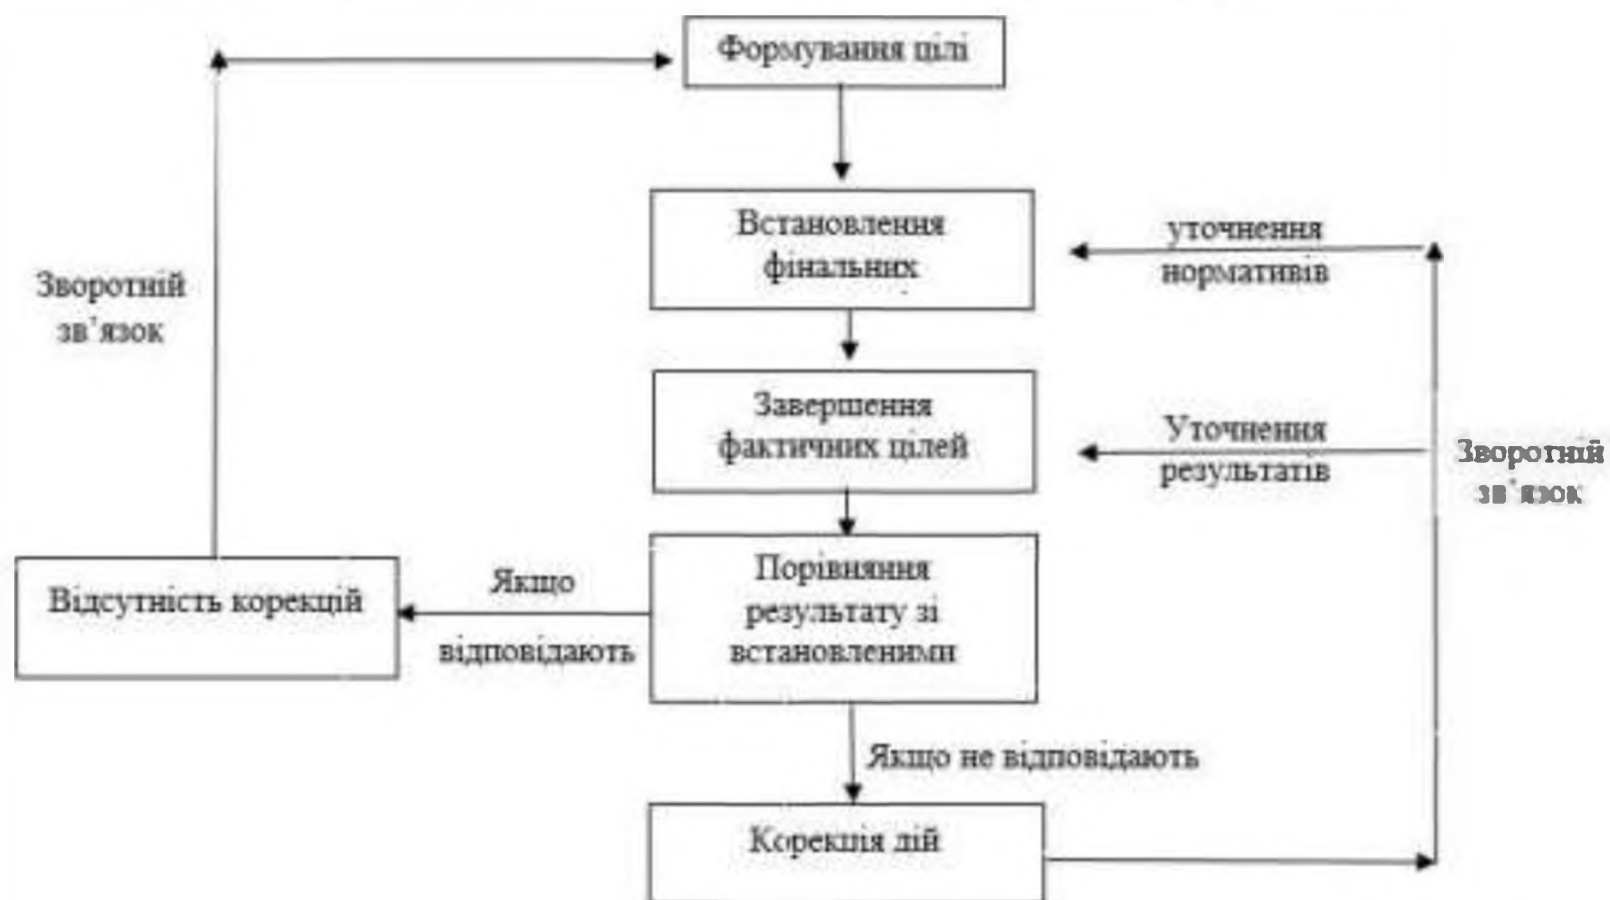 Формування цілі
Встановлення
фінальних
уточнення
нормативів
Зворотній
зв’язок
Завершення
фактичних цілей
Уточнення
результатів
Зворотній
зв’язок
Порівняння
результату зі
встановленими
Якщо
відповідають
Відсутність корекцій
Якщо не відповідають
Корекція дій